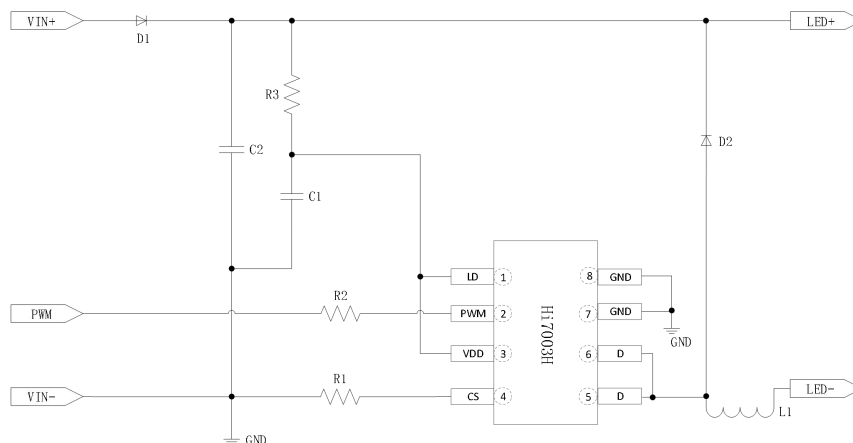 VIN+
D1
LED+
R3
C2
D2
C1
LD 1
8 GND
PWM
R2
PWM 2
7 GND
Hi7003H
GND
VDD 3
6 D
VIN-
R1
CS 4
5 D
LED-
L1
GND